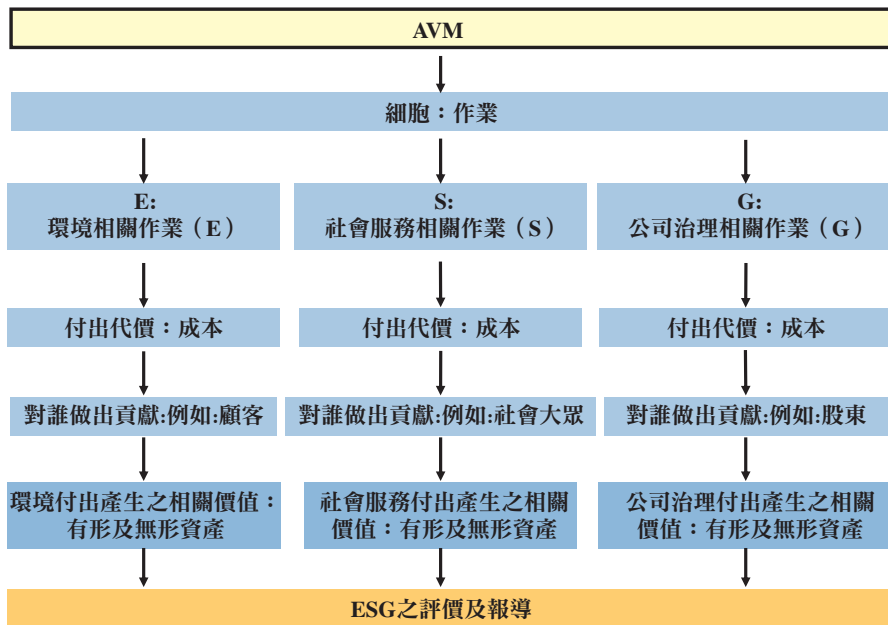 AVM
細胞：作業
E:
環境相關作業（E）
S:
社會服務相關作業（S）
G:
公司治理相關作業（G）
付出代價：成本
付出代價：成本
付出代價：成本
對誰做出貢獻:例如:顧客
對誰做出貢獻:例如:社會大眾
對誰做出貢獻:例如:股東
環境付出產生之相關價值：
有形及無形資產
社會服務付出產生之相關
價值：有形及無形資產
公司治理付出產生之相關
價值：有形及無形資產
ESG之評價及報導